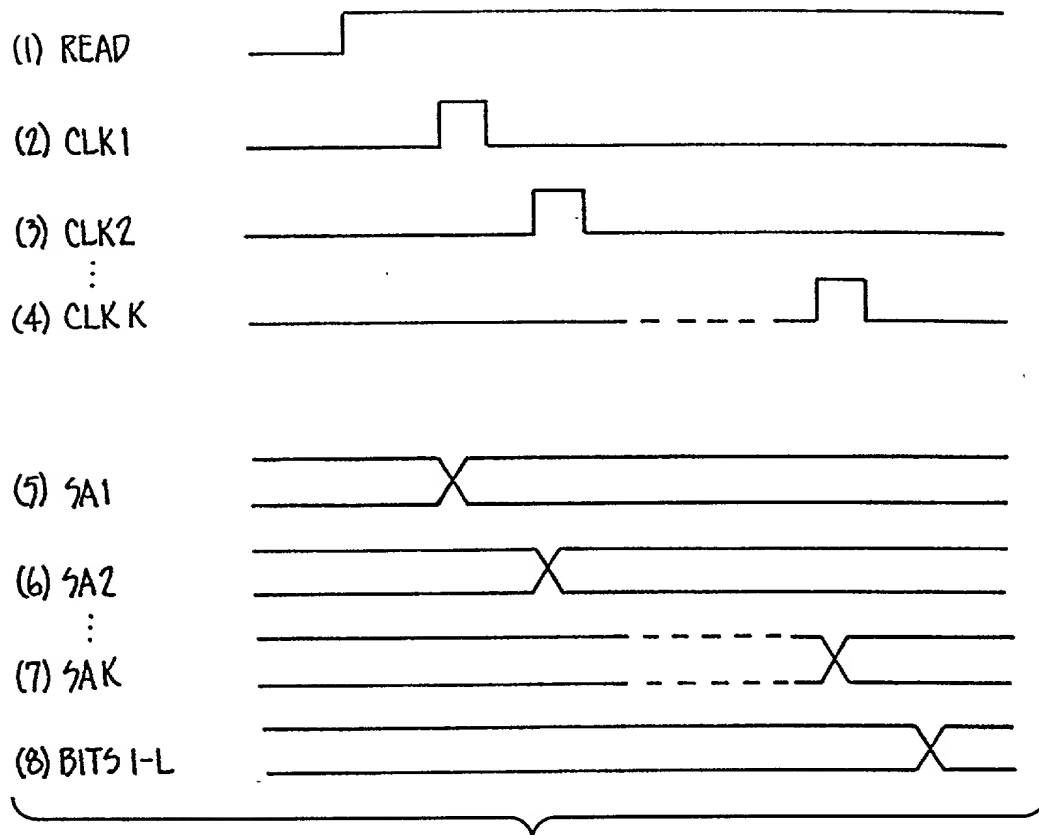 (1) READ
(2) CLK1
(3) CLK2
⋮
(4) CLK K
(5) SA1
(6) SA2
⋮
(7) SAK
(8) BITS 1-L